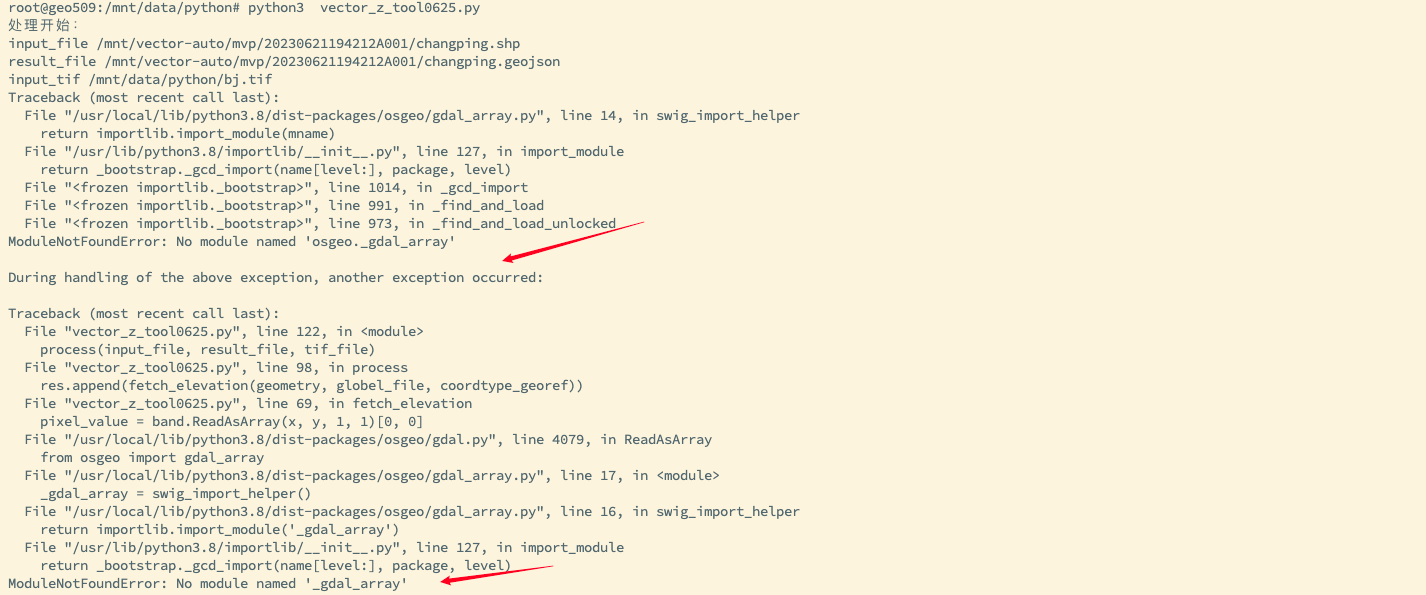 root@geo509:/mnt/data/python# python3  vector_z_tool0625.py
处理开始：
input_file /mnt/vector-auto/mvp/20230621194212A001/changping.shp
result_file /mnt/vector-auto/mvp/20230621194212A001/changping.geojson
input_tif /mnt/data/python/bj.tif
Traceback (most recent call last):
  File "/usr/local/lib/python3.8/dist-packages/osgeo/gdal_array.py", line 14, in swig_import_helper
    return importlib.import_module(mname)
  File "/usr/lib/python3.8/importlib/__init__.py", line 127, in import_module
    return _bootstrap._gcd_import(name[level:], package, level)
  File "<frozen importlib._bootstrap>", line 1014, in _gcd_import
  File "<frozen importlib._bootstrap>", line 991, in _find_and_load
  File "<frozen importlib._bootstrap>", line 973, in _find_and_load_unlocked
ModuleNotFoundError: No module named 'osgeo._gdal_array'

During handling of the above exception, another exception occurred:

Traceback (most recent call last):
  File "vector_z_tool0625.py", line 122, in <module>
    process(input_file, result_file, tif_file)
  File "vector_z_tool0625.py", line 98, in process
    res.append(fetch_elevation(geometry, globel_file, coordtype_georef))
  File "vector_z_tool0625.py", line 69, in fetch_elevation
    pixel_value = band.ReadAsArray(x, y, 1, 1)[0, 0]
  File "/usr/local/lib/python3.8/dist-packages/osgeo/gdal.py", line 4079, in ReadAsArray
    from osgeo import gdal_array
  File "/usr/local/lib/python3.8/dist-packages/osgeo/gdal_array.py", line 17, in <module>
    _gdal_array = swig_import_helper()
  File "/usr/local/lib/python3.8/dist-packages/osgeo/gdal_array.py", line 16, in swig_import_helper
    return importlib.import_module('_gdal_array')
  File "/usr/lib/python3.8/importlib/__init__.py", line 127, in import_module
    return _bootstrap._gcd_import(name[level:], package, level)
ModuleNotFoundError: No module named '_gdal_array'